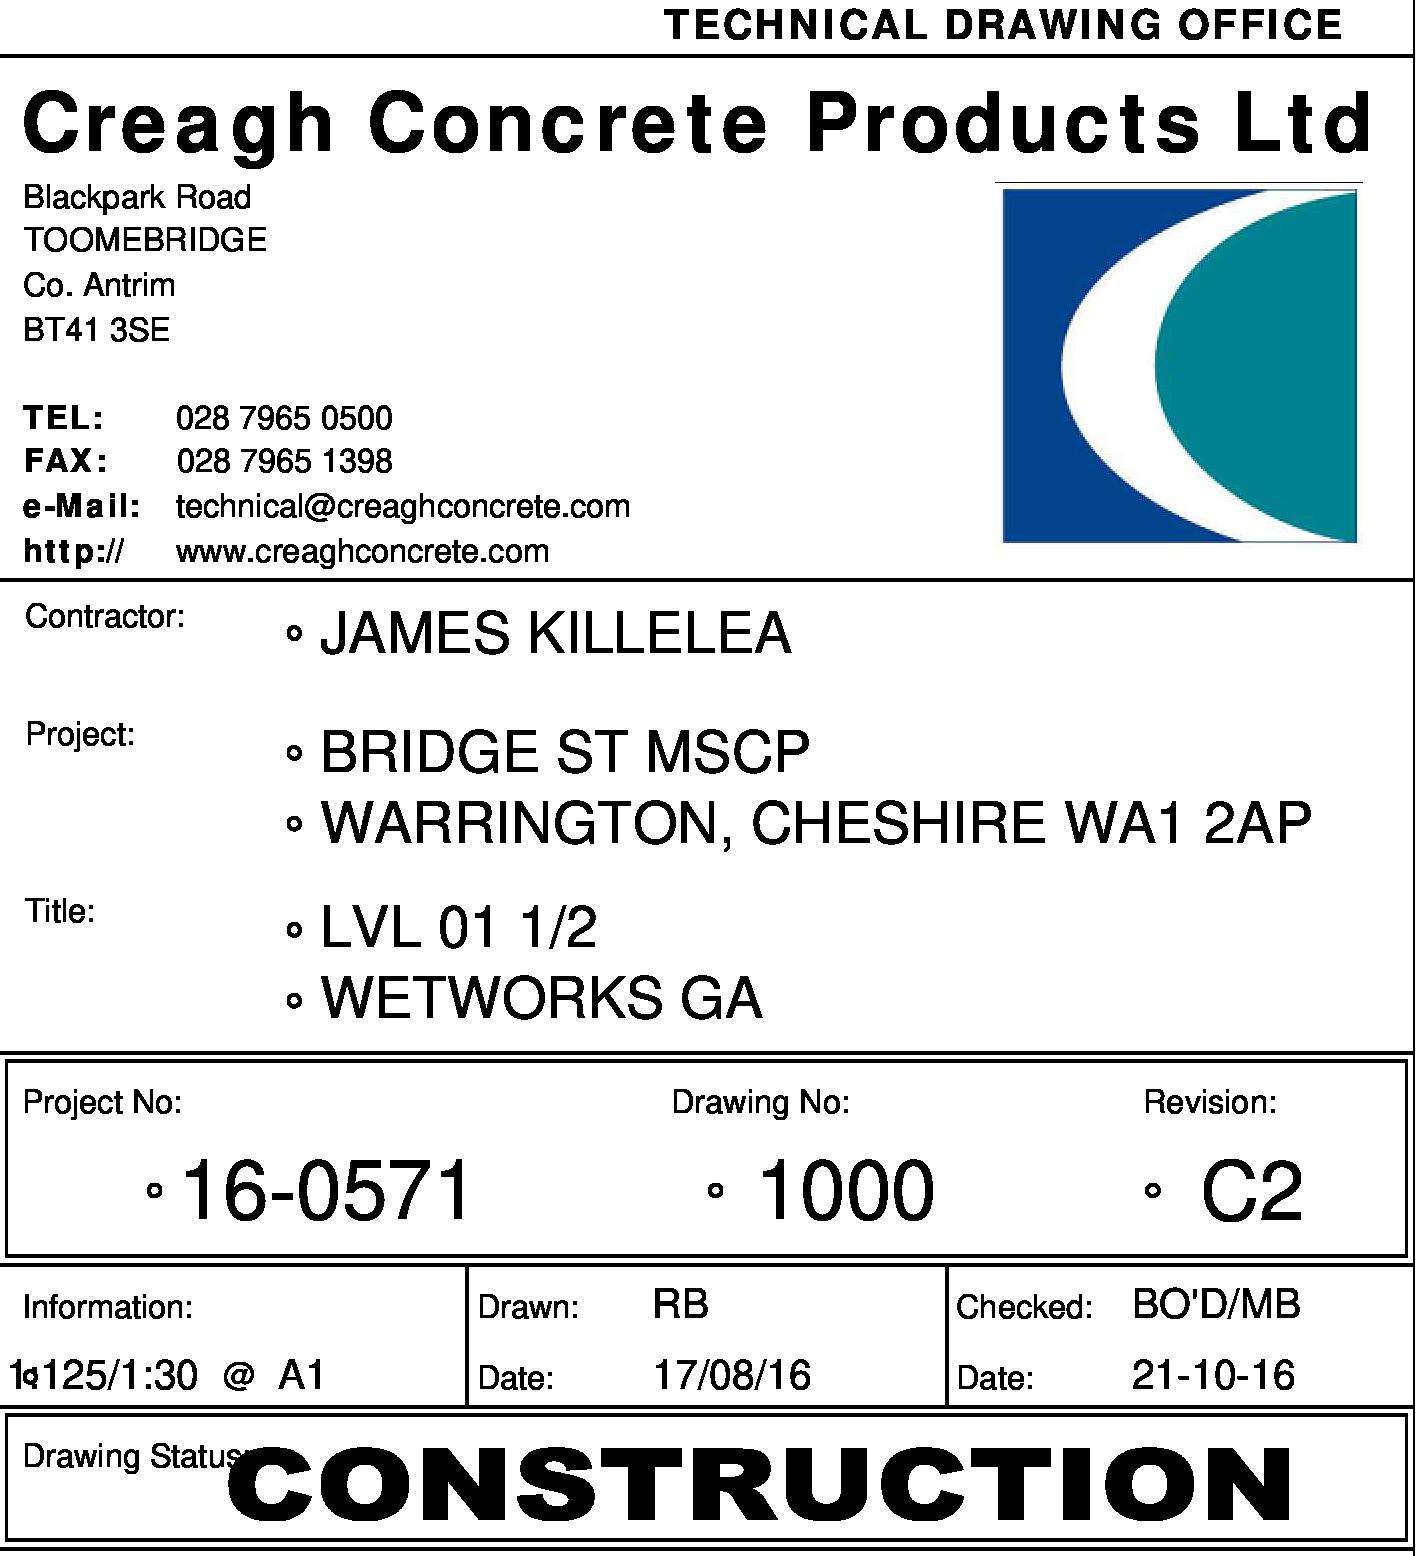 TECHNICAL DRAWING OFFICE
Creagh Concrete Products Ltd
Blackpark Road
TOOMEBRIDGE
Co. Antrim
BT41 3SE
TEL: 028 7965 0500
FAX: 028 7965 1398
e-Mail: technical@creaghconcrete.com
http:// www.creaghconcrete.com
Contractor: JAMES KILLELEA
Project: BRIDGE ST MSCP
WARRINGTON, CHESHIRE WA1 2AP
Title: LVL 01 1/2
WETWORKS GA
Project No: Drawing No: Revision:
16-0571 1000 C2
Information: Drawn: RB Checked: BO'D/MB
1:125/1:30 @ A1 Date: 17/08/16 Date: 21-10-16
Drawing Status: CONSTRUCTION